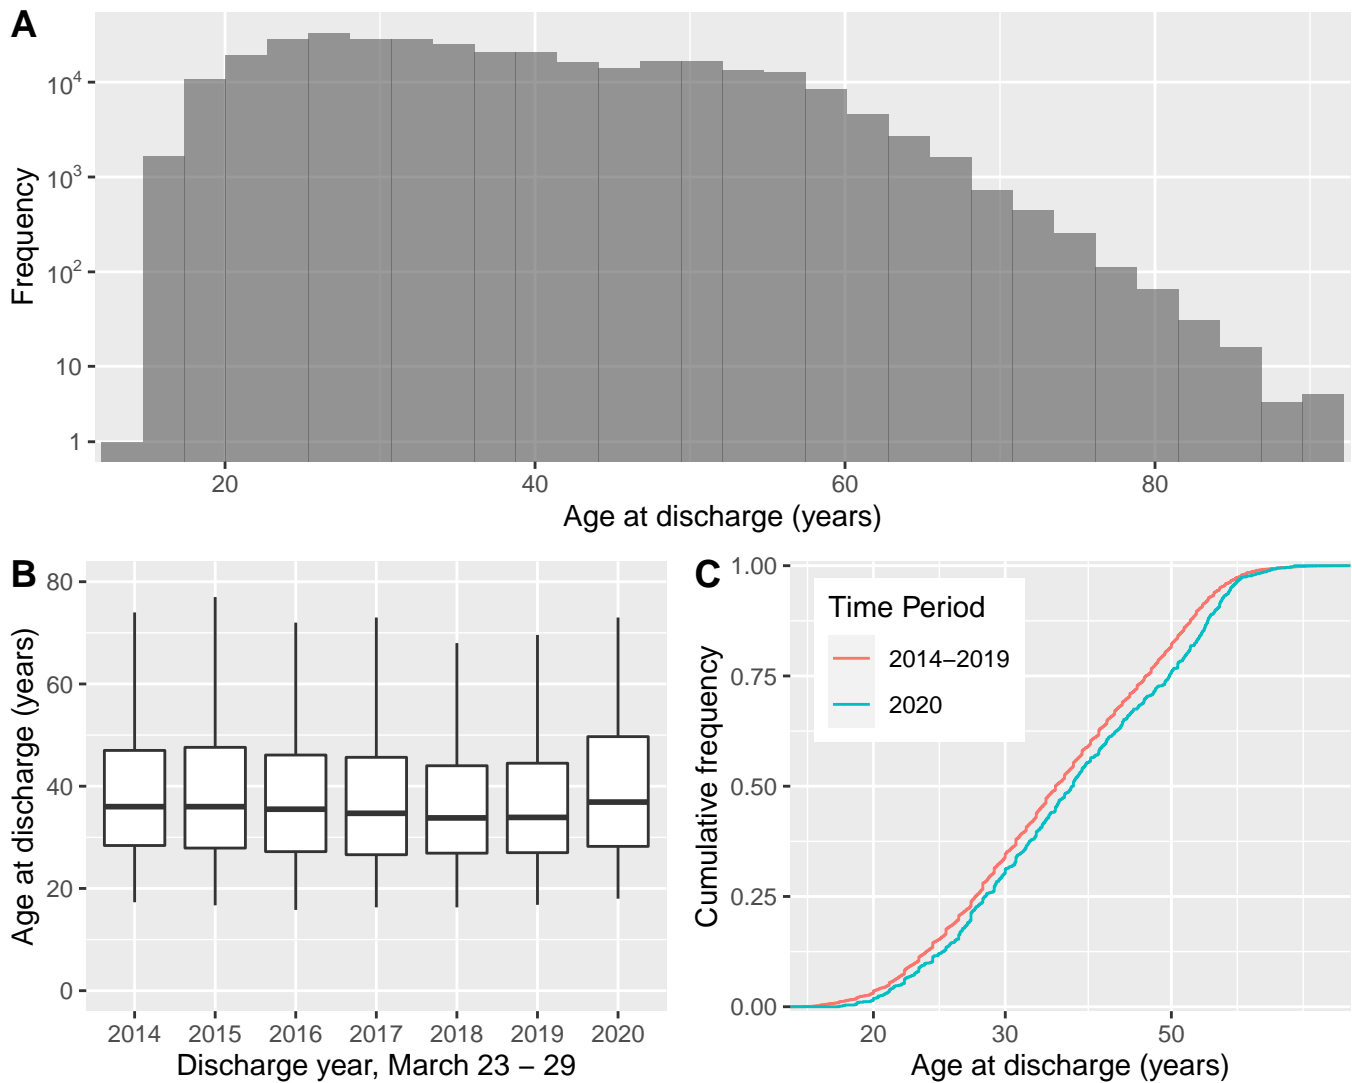 A
Frequency
10^4
10^3
10^2
10
1
20 40 60 80
Age at discharge (years)
B
Age at discharge (years)
80
60
40
20
0
2014 2015 2016 2017 2018 2019 2020
Discharge year, March 23 – 29
C
Cumulative frequency
1.00
0.75
0.50
0.25
0.00
Time Period
2014–2019
2020
20 30 50
Age at discharge (years)